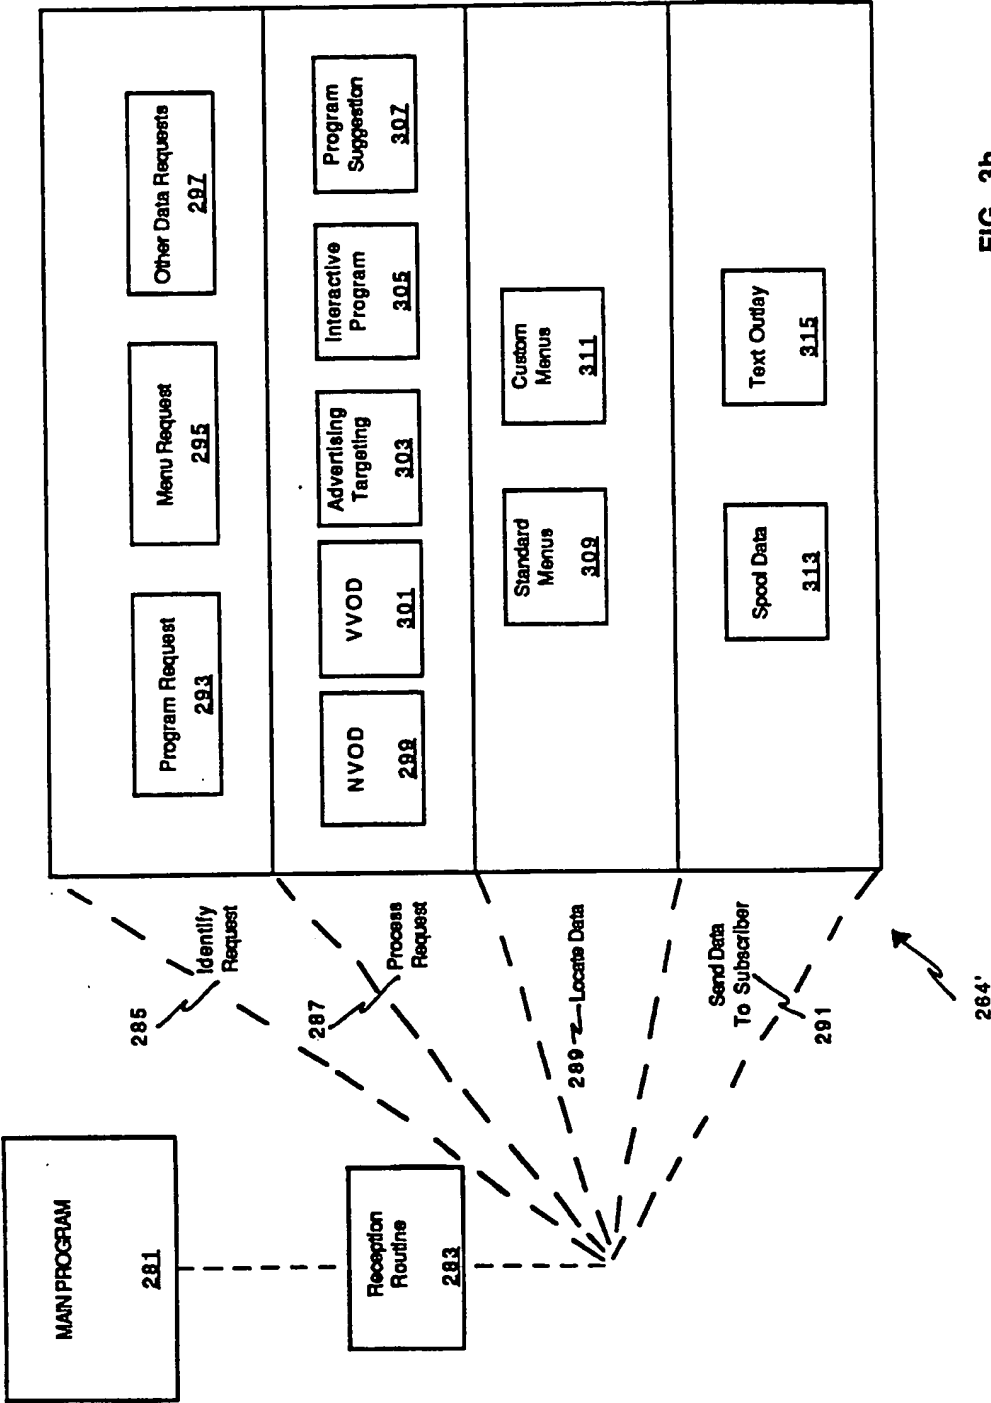 MAIN PROGRAM
281
Reception
Routine
283
285
Identify
Request
287
Process
Request
289
Locate Data
Send Data
To Subscriber
291
264'
Program Request
293
Menu Request
295
Other Data Requests
297
NVOD
299
VVOD
301
Advertising
Targeting
303
Interactive
Program
305
Program
Suggestion
307
Standard
Menus
309
Custom
Menus
311
Spool Data
313
Text Outlay
315
FIG. 3b